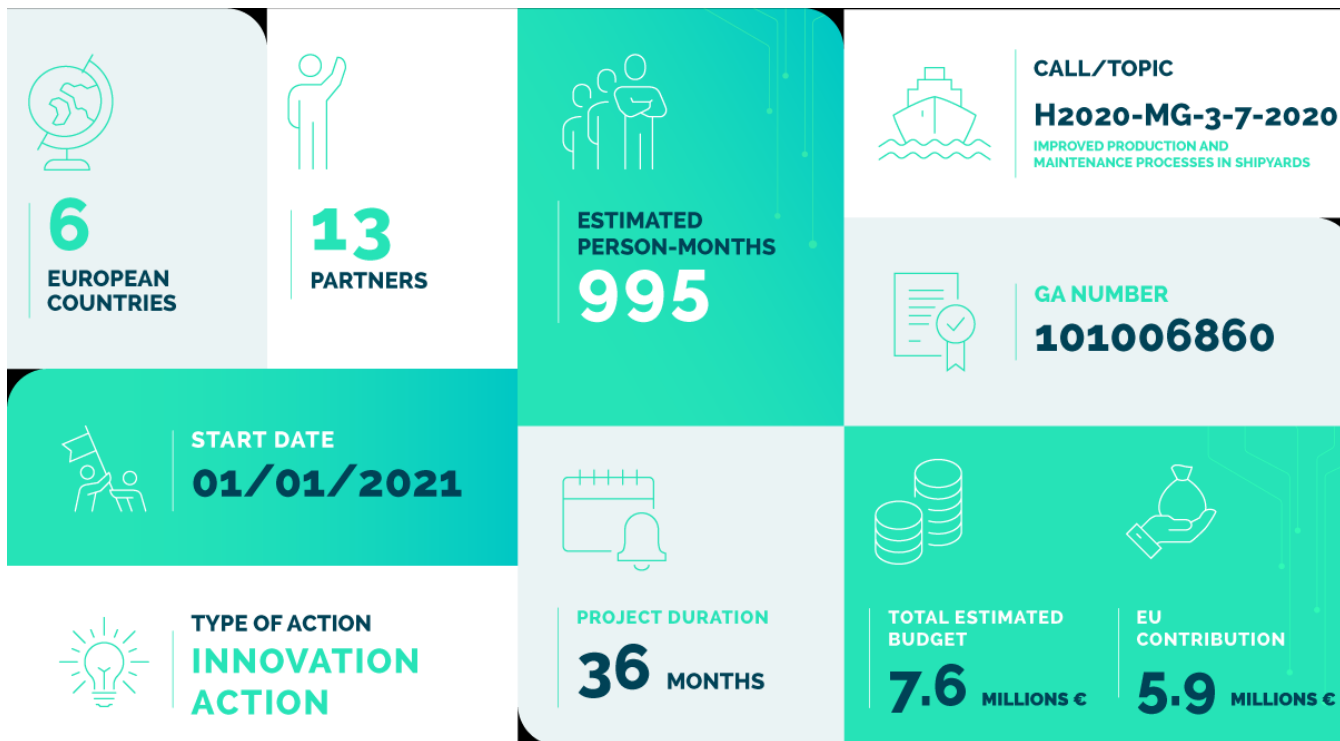 6
EUROPEAN
COUNTRIES
13
PARTNERS
ESTIMATED
PERSON-MONTHS
995
CALL/TOPIC
H2020-MG-3-7-2020
IMPROVED PRODUCTION AND
MAINTENANCE PROCESSES IN SHIPYARDS
GA NUMBER
101006860
START DATE
01/01/2021
TYPE OF ACTION
INNOVATION
ACTION
PROJECT DURATION
36 MONTHS
TOTAL ESTIMATED
BUDGET
7.6 MILLIONS €
EU
CONTRIBUTION
5.9 MILLIONS €